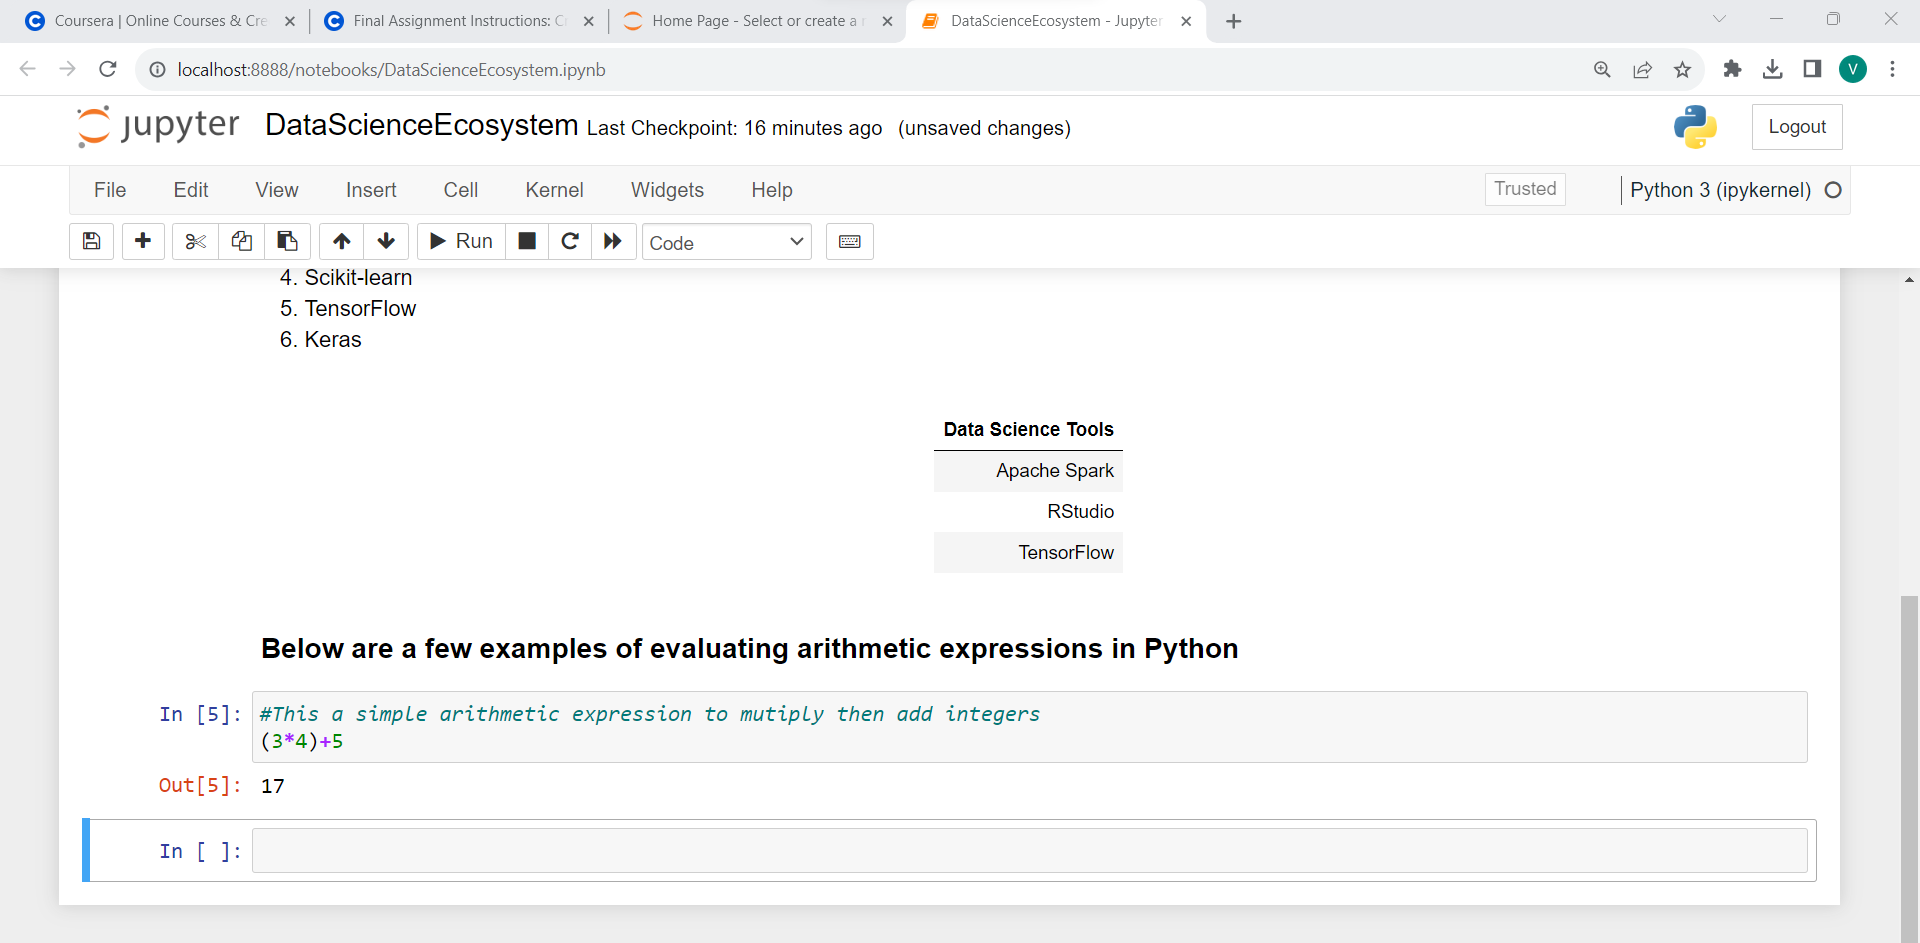 Coursera | Online Courses & Cre
Final Assignment Instructions: C
Home Page - Select or create a
DataScienceEcosystem - Jupyter
localhost:8888/notebooks/DataScienceEcosystem.ipynb
V
jupyter DataScienceEcosystem Last Checkpoint: 16 minutes ago (unsaved changes)
Logout
File Edit View Insert Cell Kernel Widgets Help
Trusted
Python 3 (ipykernel)
Run
Code
4. Scikit-learn
5. TensorFlow
6. Keras
Data Science Tools
Apache Spark
RStudio
TensorFlow
Below are a few examples of evaluating arithmetic expressions in Python
In [5]: #This a simple arithmetic expression to mutiply then add integers
(3*4)+5
Out[5]: 17
In [ ]: